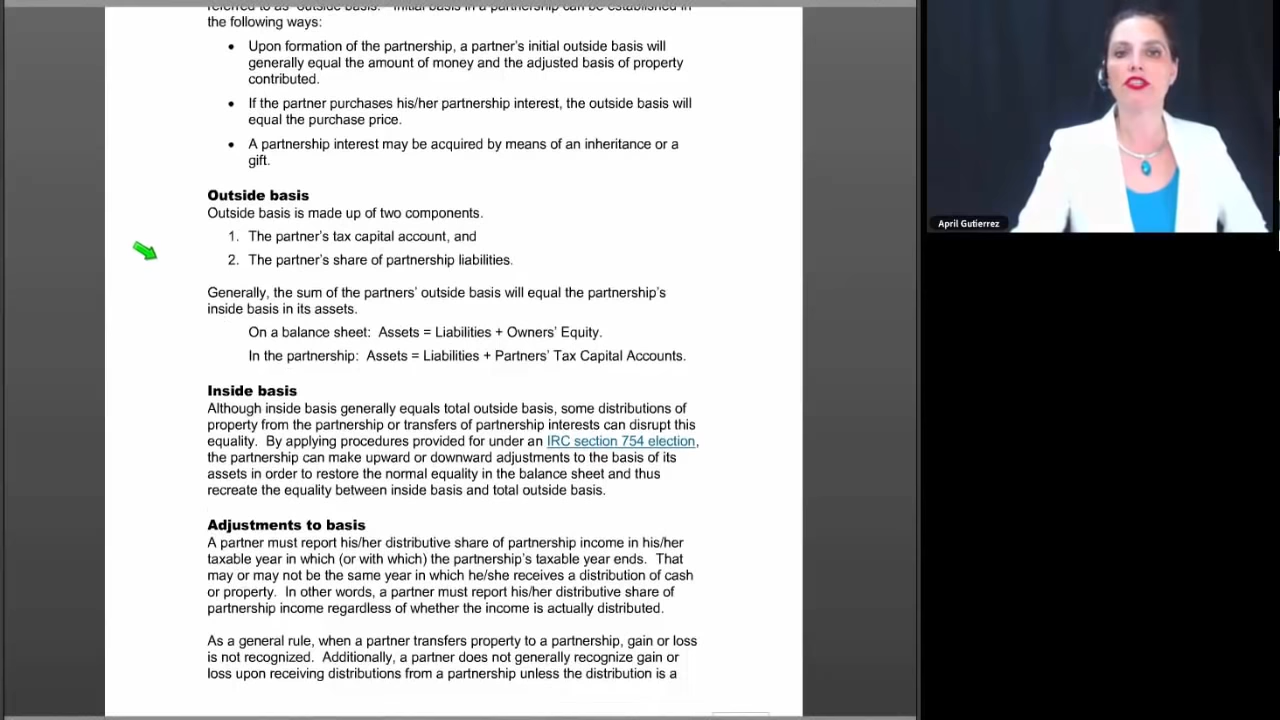 referred to as "outside basis." Initial basis in a partnership can be established in
the following ways:
• Upon formation of the partnership, a partner's initial outside basis will
generally equal the amount of money and the adjusted basis of property
contributed.
• If the partner purchases his/her partnership interest, the outside basis will
equal the purchase price.
• A partnership interest may be acquired by means of an inheritance or a
gift.
Outside basis
Outside basis is made up of two components.
1. The partner's tax capital account, and
2. The partner's share of partnership liabilities.
Generally, the sum of the partners' outside basis will equal the partnership's
inside basis in its assets.
On a balance sheet: Assets = Liabilities + Owners' Equity.
In the partnership: Assets = Liabilities + Partners' Tax Capital Accounts.
Inside basis
Although inside basis generally equals total outside basis, some distributions of
property from the partnership or transfers of partnership interests can disrupt this
equality. By applying procedures provided for under an IRC section 754 election,
the partnership can make upward or downward adjustments to the basis of its
assets in order to restore the normal equality in the balance sheet and thus
recreate the equality between inside basis and total outside basis.
Adjustments to basis
A partner must report his/her distributive share of partnership income in his/her
taxable year in which (or with which) the partnership's taxable year ends. That
may or may not be the same year in which he/she receives a distribution of cash
or property. In other words, a partner must report his/her distributive share of
partnership income regardless of whether the income is actually distributed.
As a general rule, when a partner transfers property to a partnership, gain or loss
is not recognized. Additionally, a partner does not generally recognize gain or
loss upon receiving distributions from a partnership unless the distribution is a
April Gutierrez